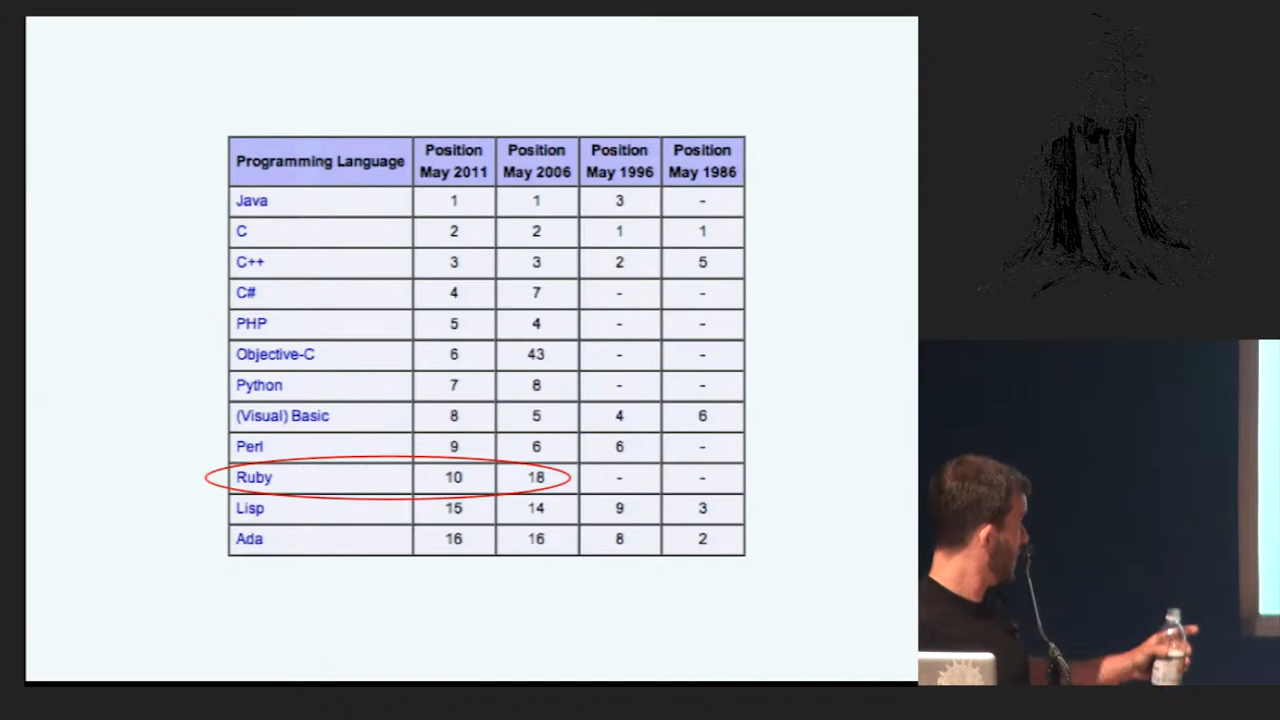 Programming Language Position May 2011 Position May 2006 Position May 1996 Position May 1986
Java 1 1 3 -
C 2 2 1 1
C++ 3 3 2 5
C# 4 7 - -
PHP 5 4 - -
Objective-C 6 43 - -
Python 7 8 - -
(Visual) Basic 8 5 4 6
Perl 9 6 6 -
Ruby 10 18 - -
Lisp 15 14 9 3
Ada 16 16 8 2